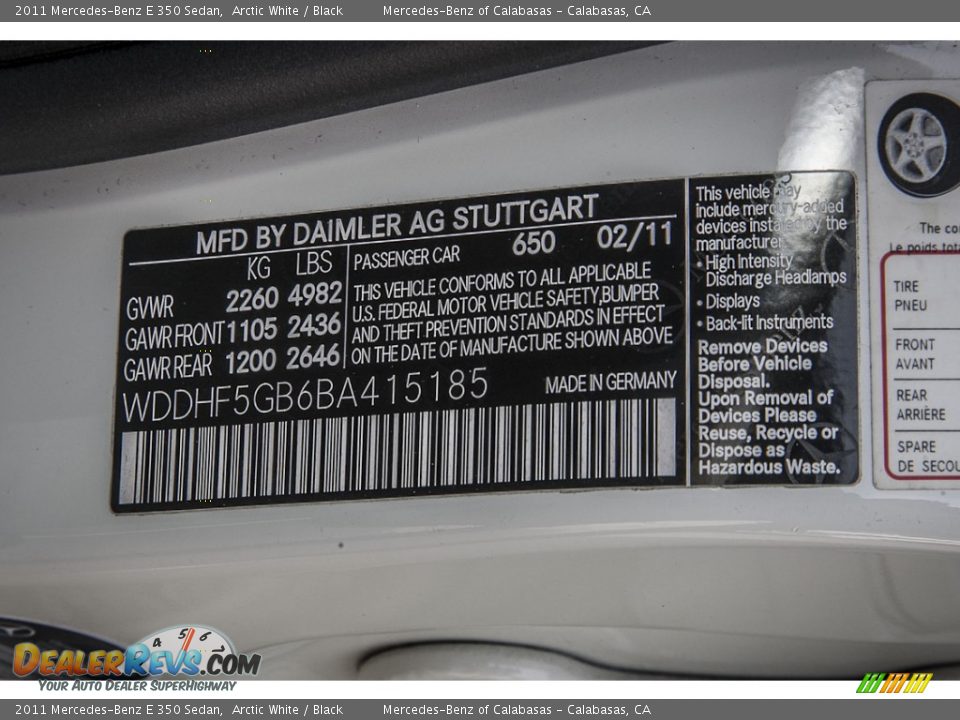 2011 Mercedes-Benz E 350 Sedan, Arctic White / Black Mercedes-Benz of Calabasas - Calabasas, CA
MFD BY DAIMLER AG STUTTGART
KG LBS
GVWR 2260 4982
GAWR FRONT 1105 2436
GAWR REAR 1200 2646
PASSENGER CAR 650 02/11
THIS VEHICLE CONFORMS TO ALL APPLICABLE
U.S. FEDERAL MOTOR VEHICLE SAFETY,BUMPER
AND THEFT PREVENTION STANDARDS IN EFFECT
ON THE DATE OF MANUFACTURE SHOWN ABOVE
WDDHF5GB6BA415185 MADE IN GERMANY
This vehicle may
include mercury-added
devices installed by the
manufacturer
• High Intensity
Discharge Headlamps
• Displays
• Back-lit Instruments
Remove Devices
Before Vehicle
Disposal.
Upon Removal of
Devices Please
Reuse, Recycle or
Dispose as
Hazardous Waste.
The
Le poids
TIRE
PNEU
FRONT
AVANT
REAR
ARRIÈRE
SPARE
DE
4 5 6
DEALERREVS.COM
YOUR AUTO DEALER SUPERHIGHWAY
2011 Mercedes-Benz E 350 Sedan, Arctic White / Black Mercedes-Benz of Calabasas - Calabasas, CA